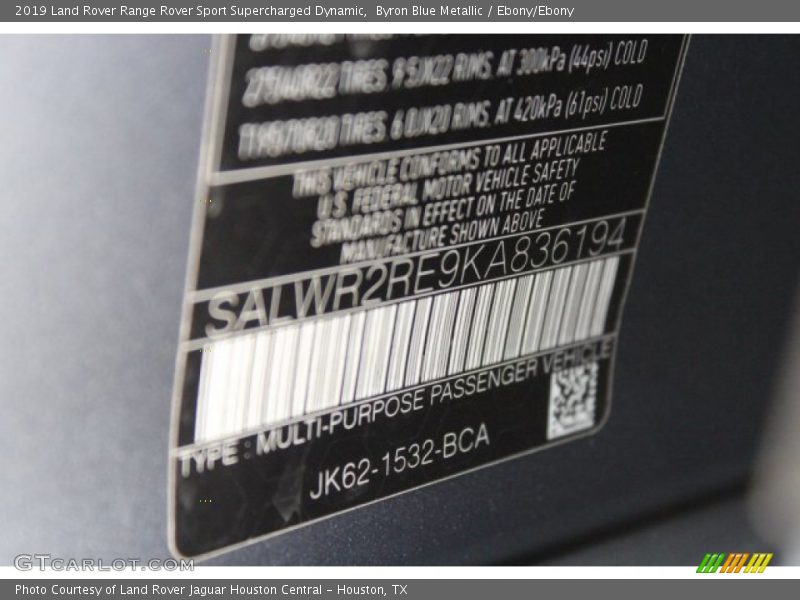 2019 Land Rover Range Rover Sport Supercharged Dynamic, Byron Blue Metallic / Ebony/Ebony
275/40R22 TIRES. 9.5JX22 RIMS. AT 300kPa (44psi) COLD
T195/70R20 TIRES. 6.0JX20 RIMS. AT 420kPa (61psi) COLD
THIS VEHICLE CONFORMS TO ALL APPLICABLE
U.S. FEDERAL MOTOR VEHICLE SAFETY
STANDARDS IN EFFECT ON THE DATE OF
MANUFACTURE SHOWN ABOVE
SALWR2RE9KA836194
TYPE : MULTI-PURPOSE PASSENGER VEHICLE
JK62-1532-BCA
GTCARLOT.COM
Photo Courtesy of Land Rover Jaguar Houston Central – Houston, TX